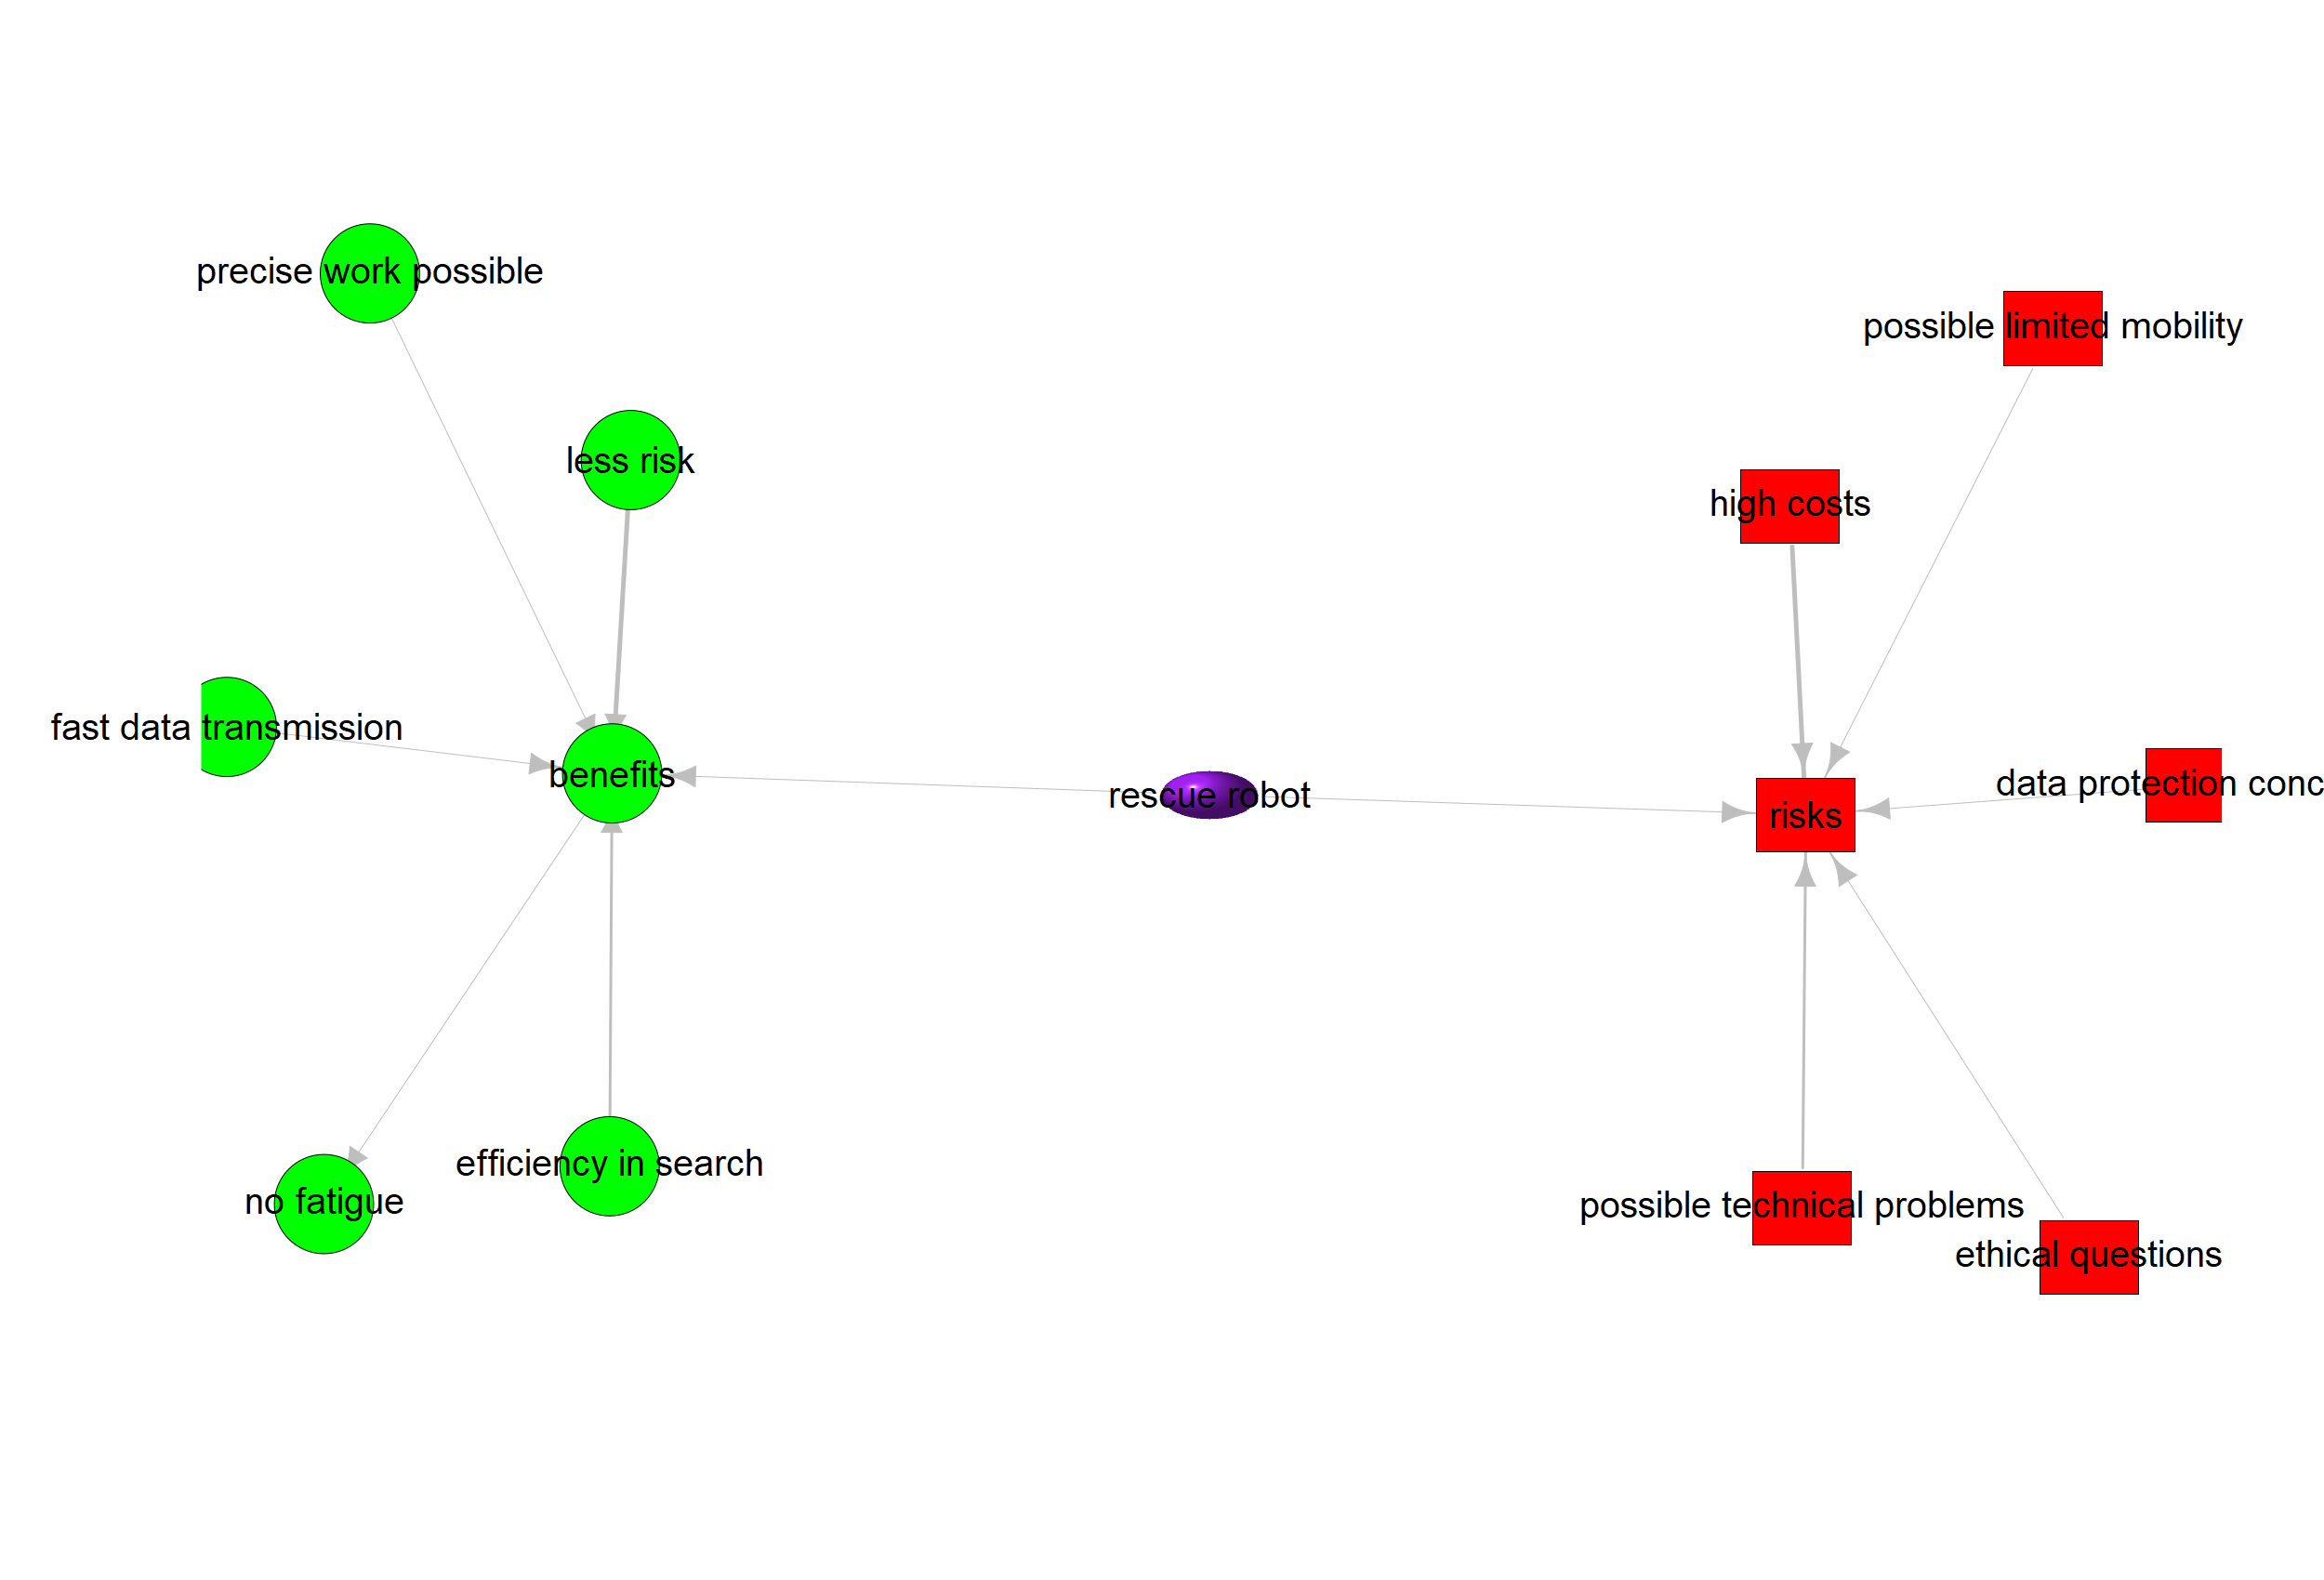 precise work possible
possible limited mobility
less risk
high costs
fast data transmission
benefits
rescue robot
risks
data protection conc
efficiency in search
no fatigue
possible technical problems
ethical questions